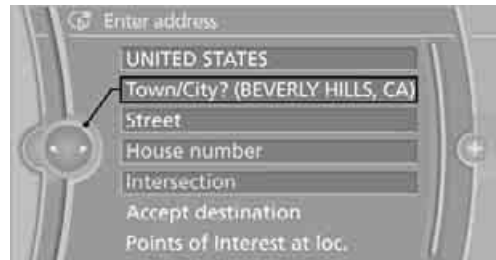 Enter address
UNITED STATES
Town/City? (BEVERLY HILLS, CA)
Street
House number
Intersection
Accept destination
Points of Interest at loc.